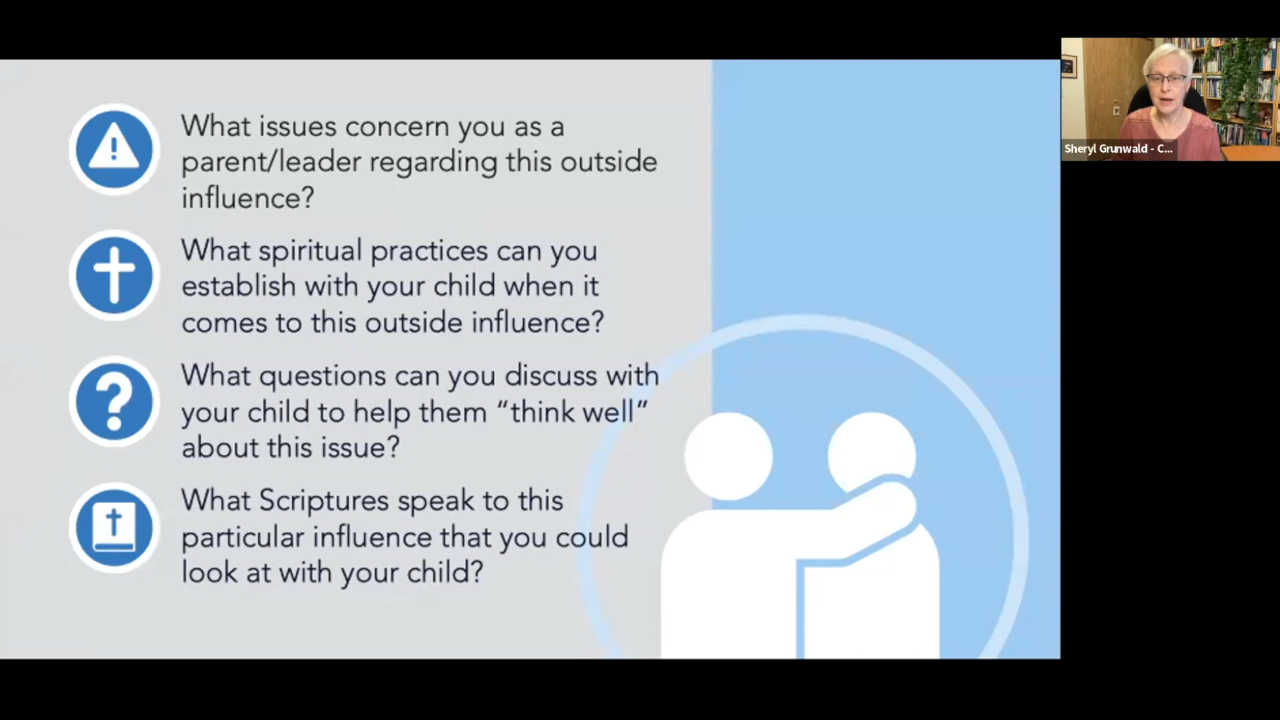 What issues concern you as a
parent/leader regarding this outside
influence?
What spiritual practices can you
establish with your child when it
comes to this outside influence?
What questions can you discuss with
your child to help them “think well”
about this issue?
What Scriptures speak to this
particular influence that you could
look at with your child?
Sheryl Grunwald - C...